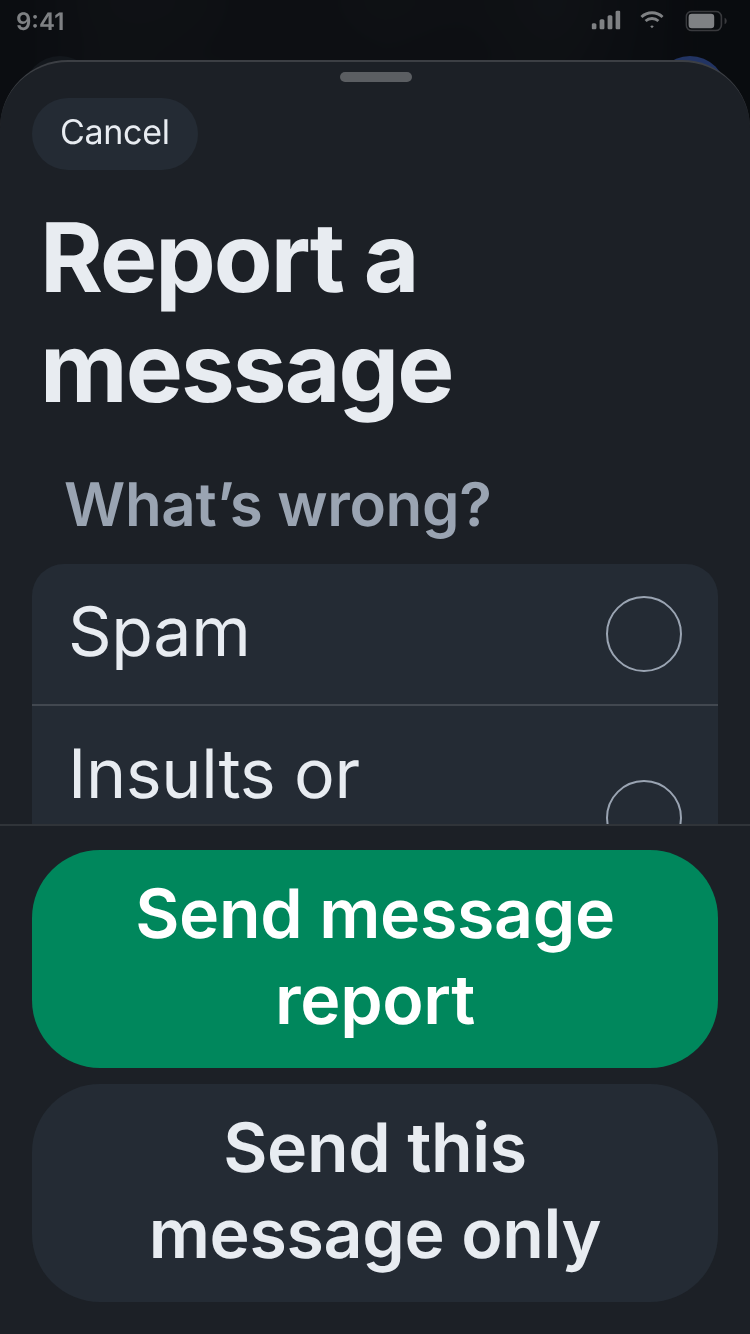 9:41
Cancel
Report a
message
What’s wrong?
Spam
Insults or
Send message
report
Send this
message only